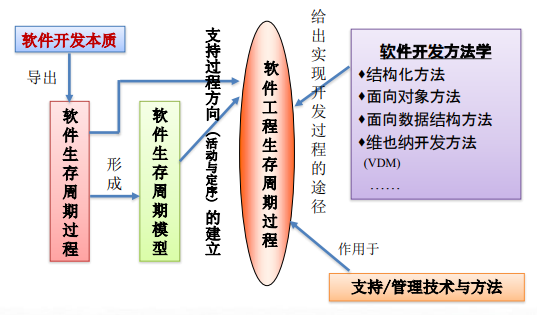 软件开发本质
导出
软件生存周期过程
形成
软件生存周期模型
支持过程方向（活动与定序）的建立
软件工程生存周期过程
给出实现开发过程的途径
软件开发方法学
♦结构化方法
♦面向对象方法
♦面向数据结构方法
♦维也纳开发方法
(VDM)
……
作用于
支持/管理技术与方法